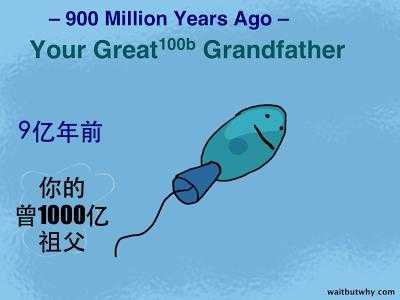 – 900 Million Years Ago –
Your Great100b Grandfather
9亿年前
你的
曾1000亿
祖父
waitbutwhy.com